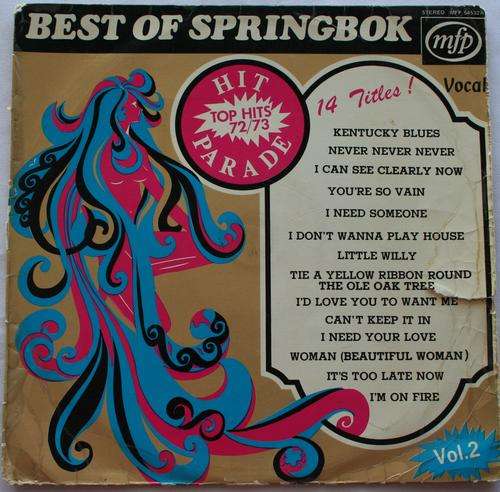 BEST OF SPRINGBOK
mfp
Vocal
HIT
TOP HITS
72/73
PARADE
14 Titles!
KENTUCKY BLUES
NEVER NEVER NEVER
I CAN SEE CLEARLY NOW
YOU'RE SO VAIN
I NEED SOMEONE
I DON'T WANNA PLAY HOUSE
LITTLE WILLY
TIE A YELLOW RIBBON ROUND
THE OLE OAK TREE
I'D LOVE YOU TO WANT ME
CAN'T KEEP IT IN
I NEED YOUR LOVE
WOMAN (BEAUTIFUL WOMAN)
IT'S TOO LATE NOW
I'M ON FIRE
Vol.2